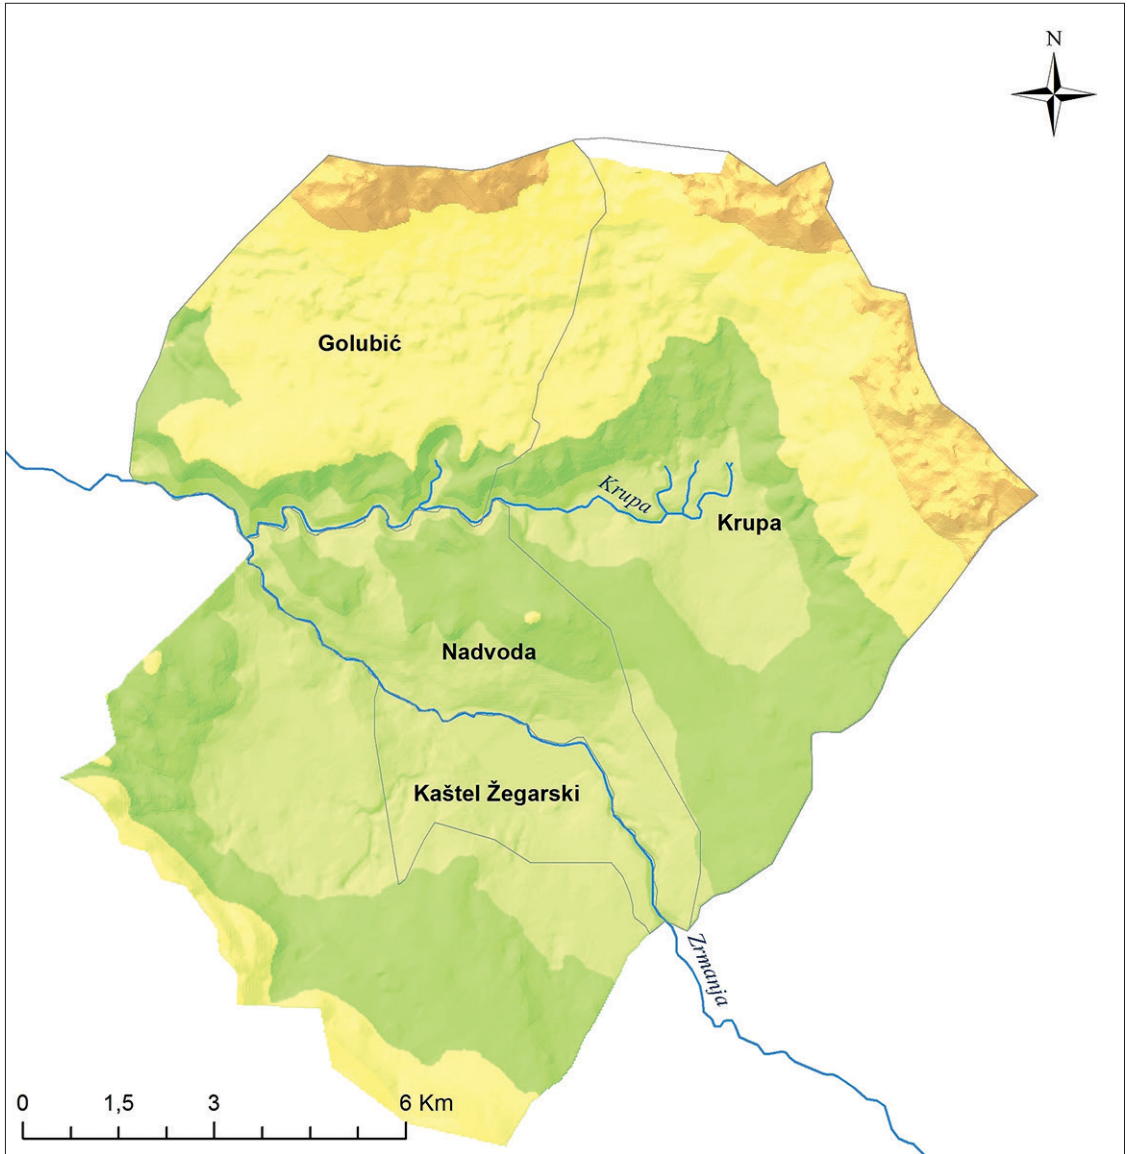 N
Golubić
Krupa
Krupa
Nadvoda
Kaštel Žegarski
Zrmanja
0 1,5 3 6 Km